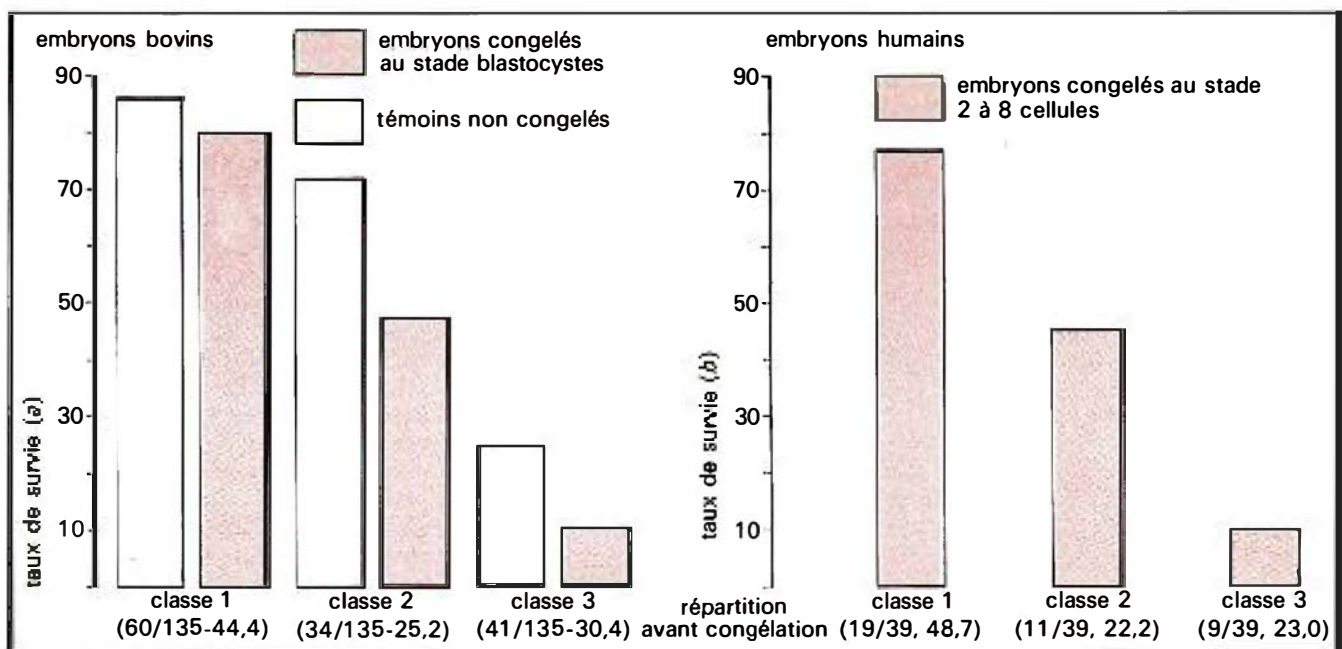 embryons bovins
embryons congelés
au stade blastocystes
témoins non congelés
90
70
50
30
10
taux de survie (a)
classe 1
(60/135-44,4)
classe 2
(34/135-25,2)
classe 3
(41/135-30,4)
répartition
avant congélation
embryons humains
embryons congelés au stade
2 à 8 cellules
90
70
50
30
10
taux de survie (b)
classe 1
(19/39, 48,7)
classe 2
(11/39, 22,2)
classe 3
(9/39, 23,0)